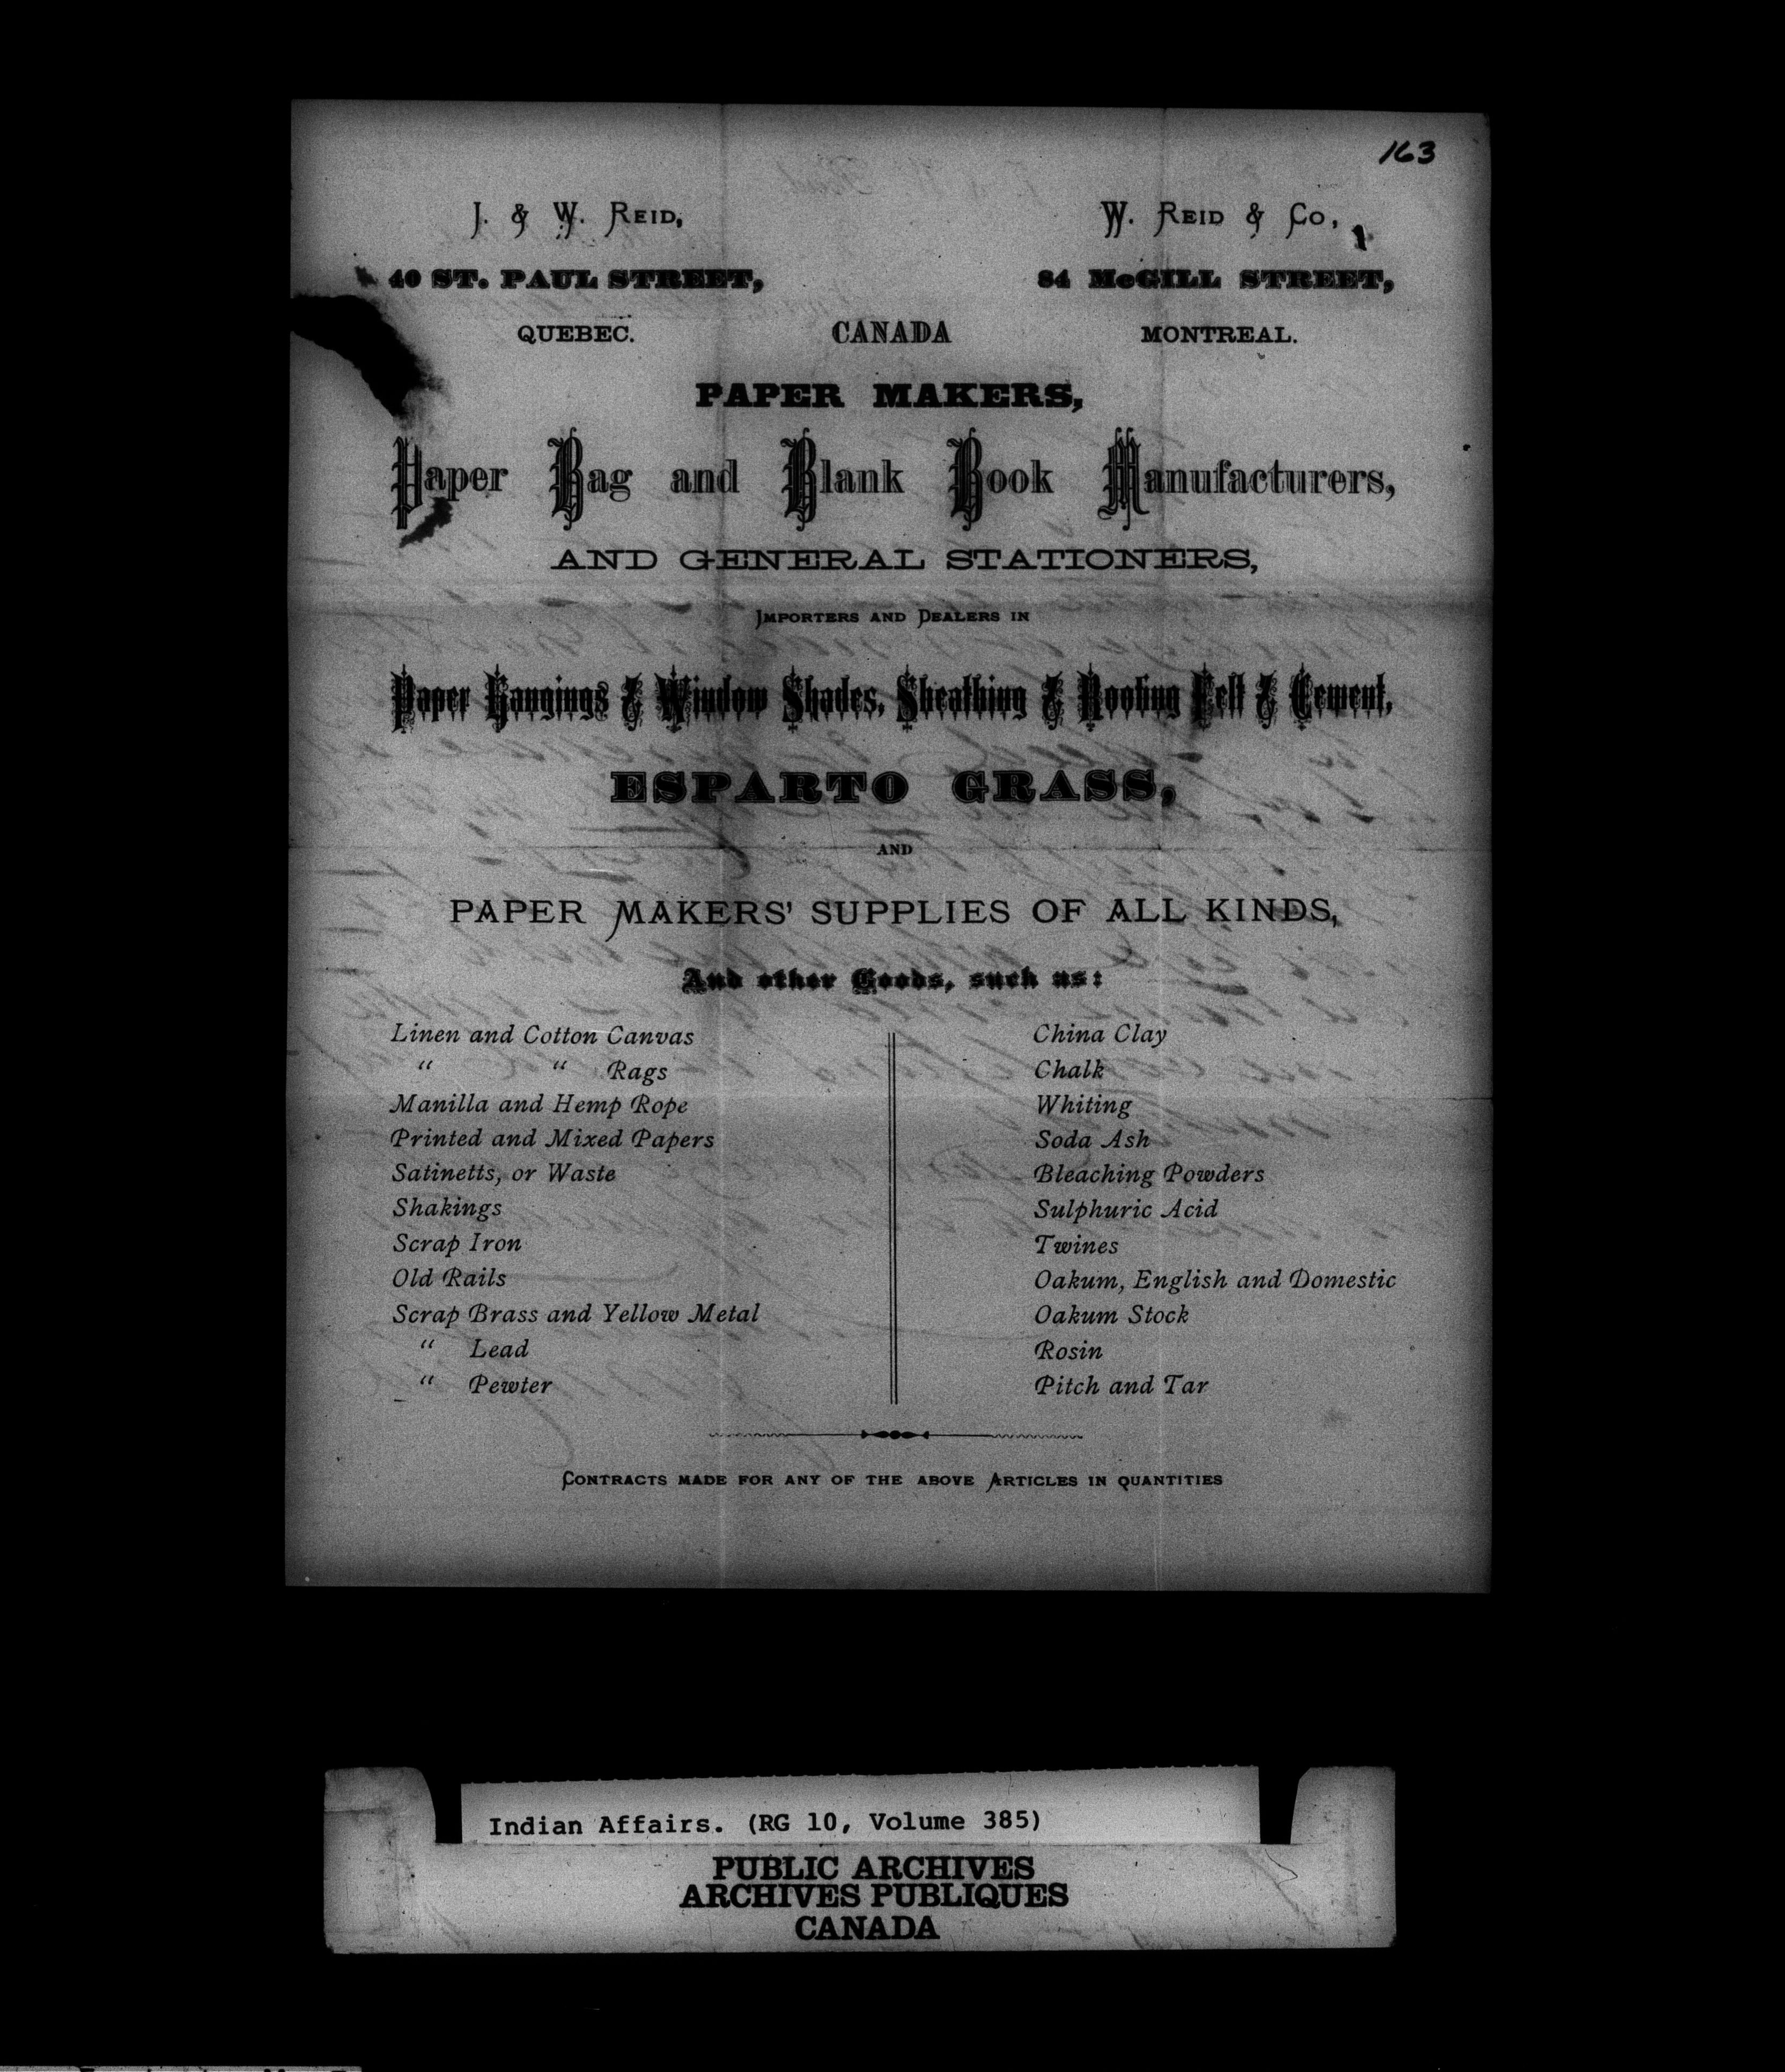 163
J. & W. Reid,
40 ST. PAUL STREET,
QUEBEC.
W. Reid & Co,
84 McGILL STREET,
MONTREAL.
CANADA
PAPER MAKERS,
Paper Bag and Blank Book Manufacturers,
AND GENERAL STATIONERS,
Importers and Dealers in
Paper Hangings & Window Shades, Sheathing & Roofing Felt & Cement,
ESPARTO GRASS,
AND
PAPER MAKERS' SUPPLIES OF ALL KINDS,
And other Goods, such as:
Linen and Cotton Canvas
“ “ Rags
Manilla and Hemp Rope
Printed and Mixed Papers
Satinetts, or Waste
Shakings
Scrap Iron
Old Rails
Scrap Brass and Yellow Metal
“ Lead
“ Pewter
China Clay
Chalk
Whiting
Soda Ash
Bleaching Powders
Sulphuric Acid
Twines
Oakum, English and Domestic
Oakum Stock
Rosin
Pitch and Tar
Contracts made for any of the above Articles in quantities
Indian Affairs. (RG 10, Volume 385)
PUBLIC ARCHIVES
ARCHIVES PUBLIQUES
CANADA